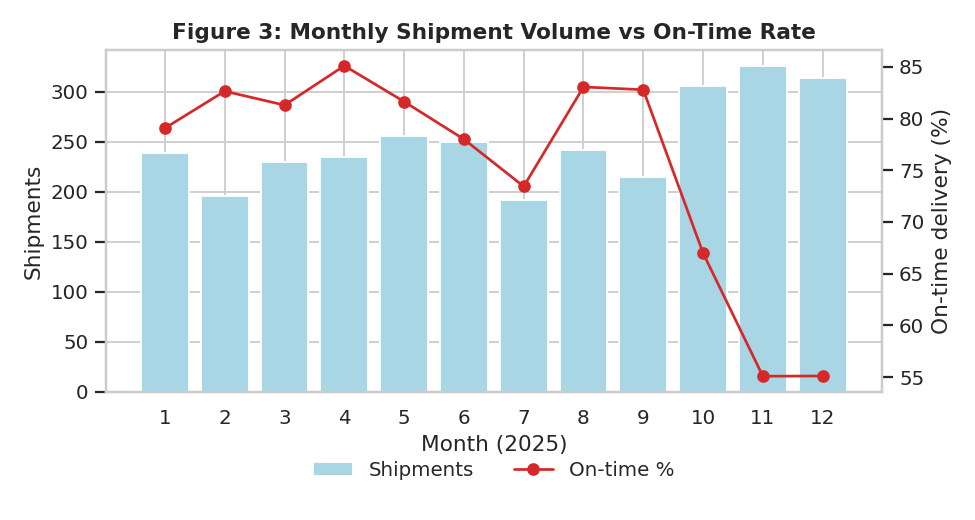 Figure 3: Monthly Shipment Volume vs On-Time Rate
Shipments
300
250
200
150
100
50
0
85
80
75
70
65
60
55
On-time delivery (%)
1 2 3 4 5 6 7 8 9 10 11 12
Month (2025)
Shipments On-time %